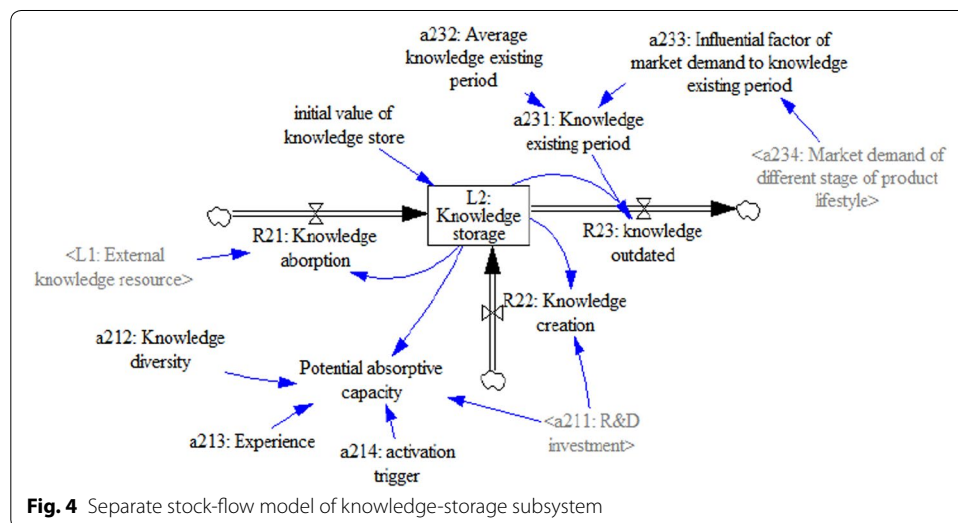 a232: Average
knowledge existing
period
a233: Influential factor of
market demand to knowledge
existing period
initial value of
knowledge store
a231: Knowledge
existing period
<a234: Market demand of
different stage of product
lifestyle>
L2:
Knowledge
storage
R21: Knowledge
aborption
R23: knowledge
outdated
<L1: External
knowledge resource>
R22: Knowledge
creation
a212: Knowledge
diversity
Potential absorptive
capacity
<a211: R&D
investment>
a213: Experience
a214: activation
trigger
Fig. 4 Separate stock-flow model of knowledge-storage subsystem